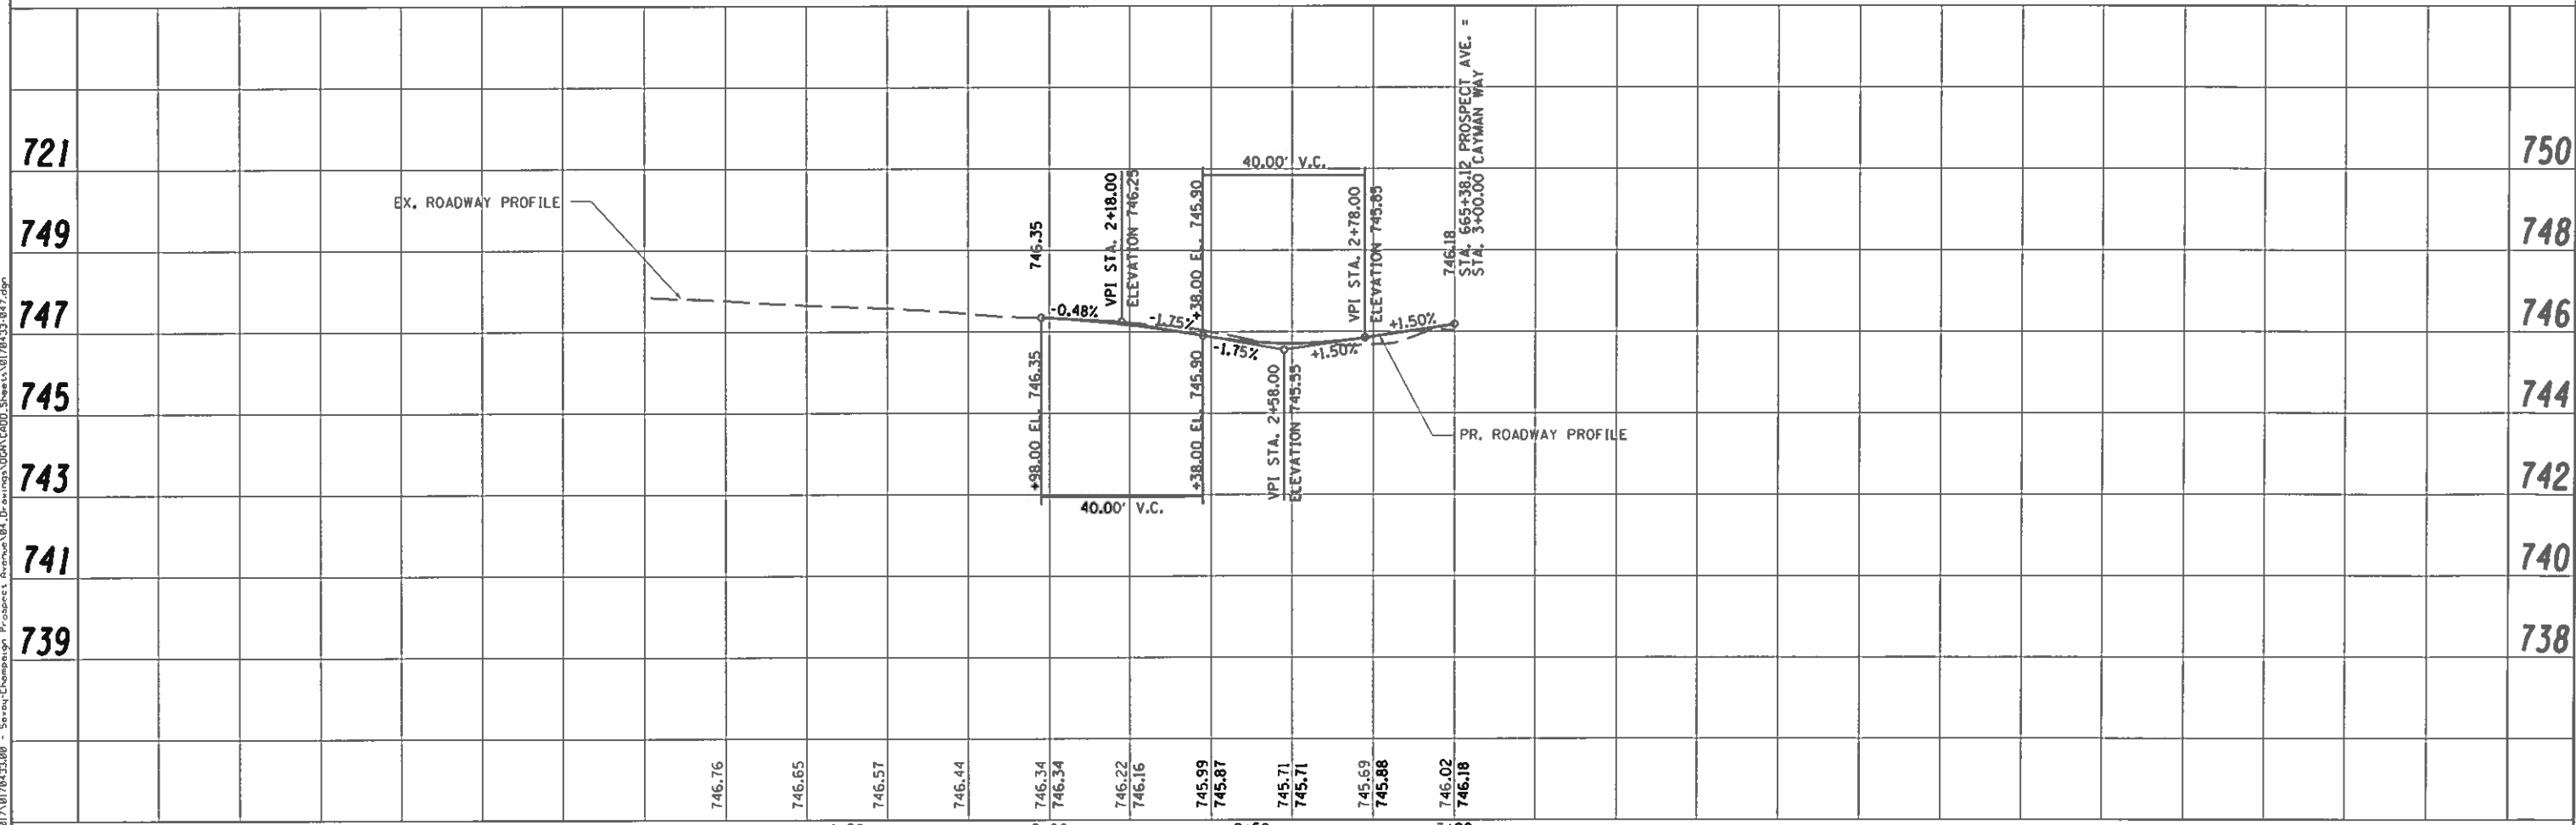 721
749
747
745
743
741
739
750
748
746
744
742
740
738
EX. ROADWAY PROFILE
746.35
VPI STA. 2+18.00
ELEVATION 746.25
+38.00 EL. 745.90
40.00' V.C.
VPI STA. 2+78.00
ELEVATION 745.85
746.18
STA. 665+38.12 PROSPECT AVE. =
STA. 3+00.00 CAYMAN WAY
-0.48%
-1.75%
-1.75%
+1.50%
+1.50%
+98.00 EL. 746.35
+38.00 EL. 745.90
40.00' V.C.
VPI STA. 2+58.00
ELEVATION 745.55
PR. ROADWAY PROFILE
746.76
746.65
746.57
746.44
746.34
746.34
746.22
746.16
745.99
745.87
745.71
745.71
745.69
745.88
746.02
746.18